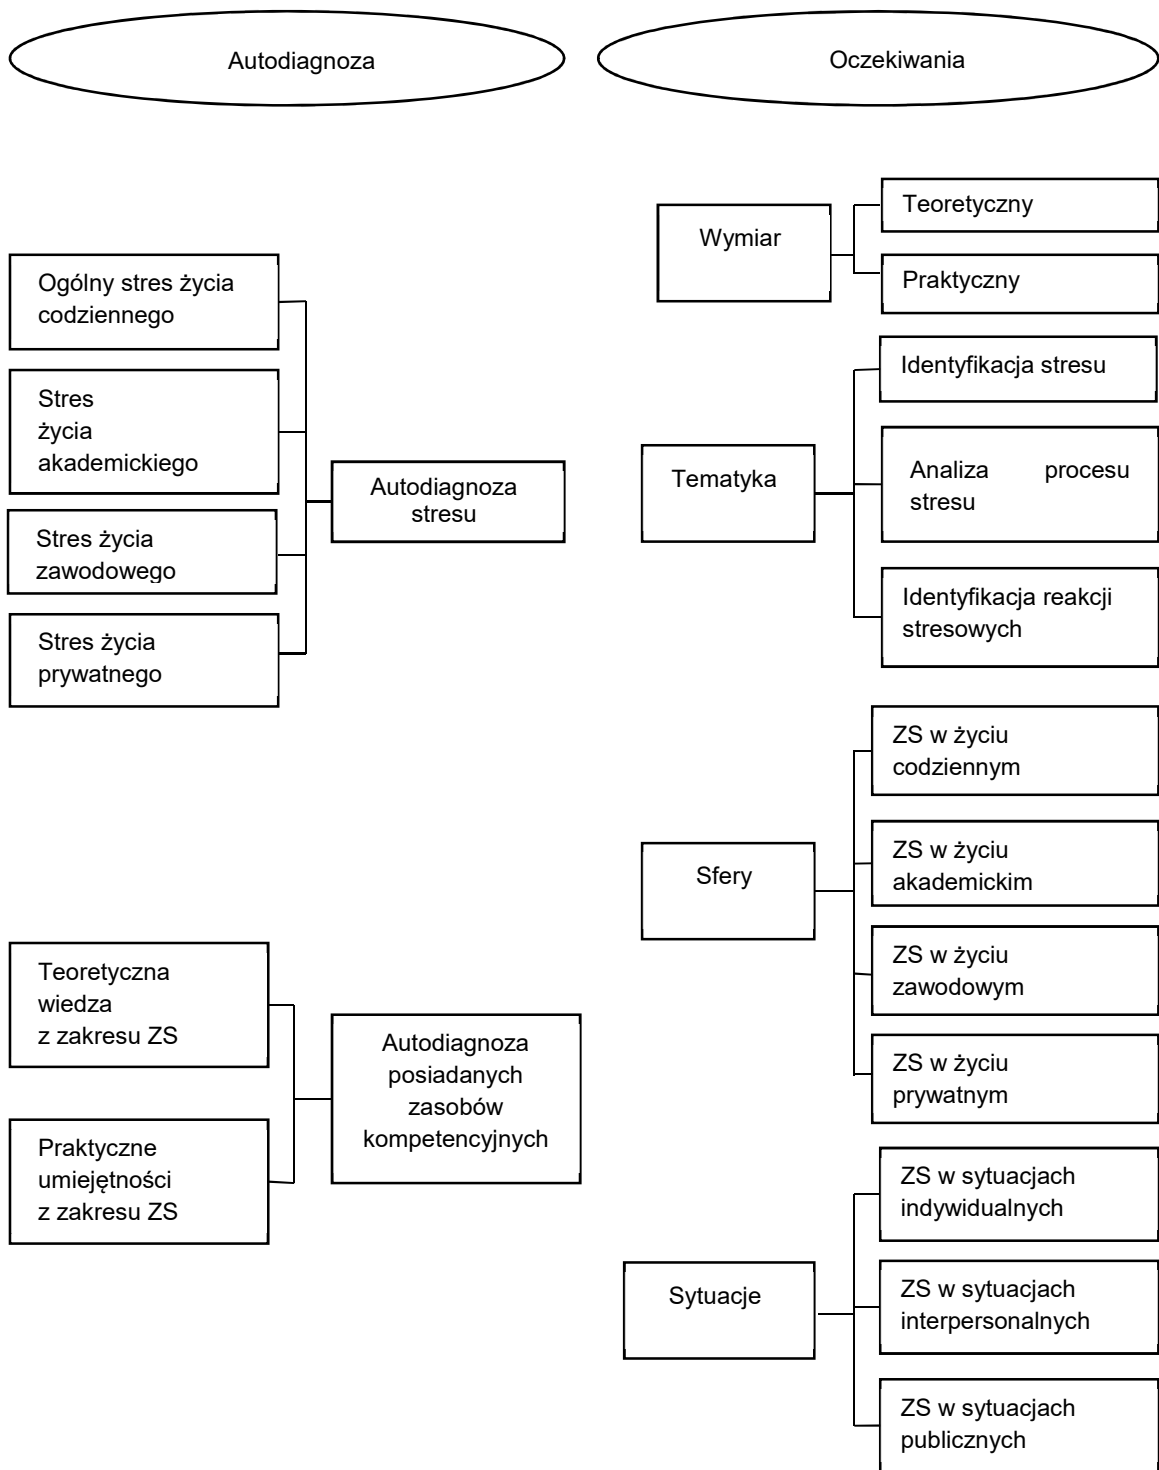 Autodiagnoza
Oczekiwania
Ogólny stres życia
codziennego
Stres
życia
akademickiego
Stres życia
zawodowego
Stres życia
prywatnego
Autodiagnoza
stresu
Teoretyczna
wiedza
z zakresu ZS
Praktyczne
umiejętności
z zakresu ZS
Autodiagnoza
posiadanych
zasobów
kompetencyjnych
Wymiar
Teoretyczny
Praktyczny
Tematyka
Identyfikacja stresu
Analiza procesu
stresu
Identyfikacja reakcji
stresowych
Sfery
ZS w życiu
codziennym
ZS w życiu
akademickim
ZS w życiu
zawodowym
ZS w życiu
prywatnym
Sytuacje
ZS w sytuacjach
indywidualnych
ZS w sytuacjach
interpersonalnych
ZS w sytuacjach
publicznych